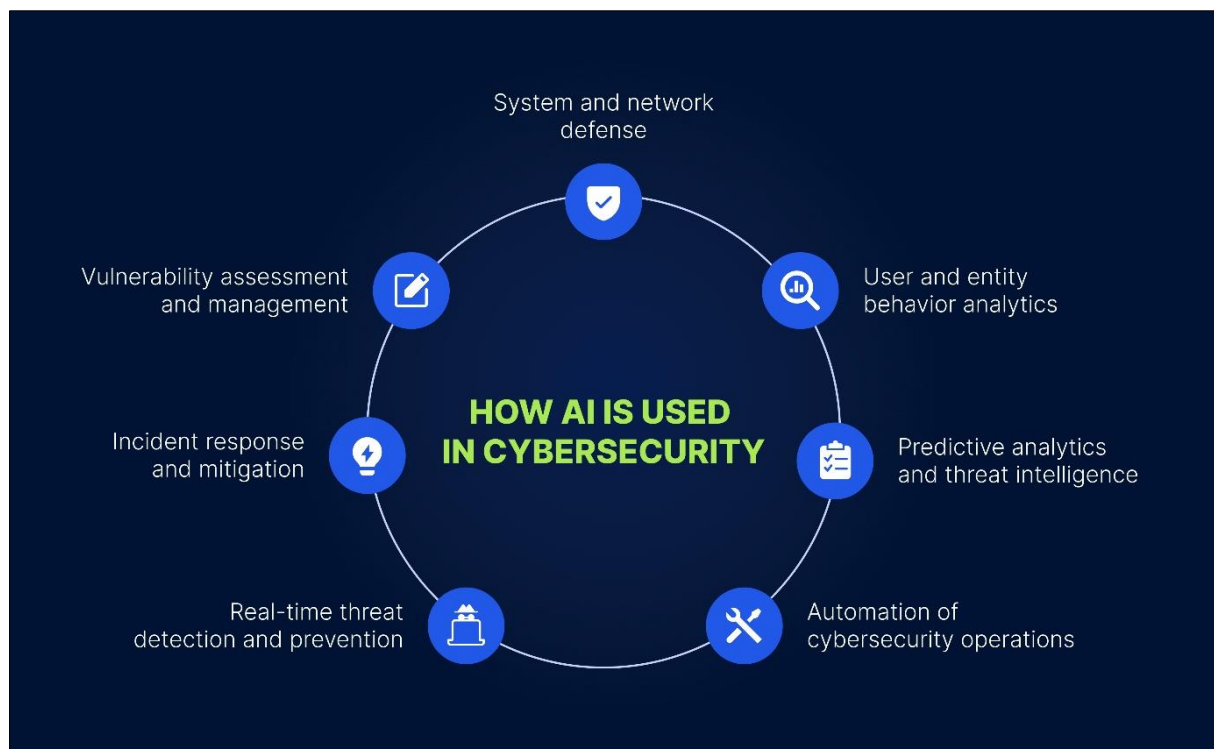 System and network
defense
User and entity
behavior analytics
Predictive analytics
and threat intelligence
Automation of
cybersecurity operations
Real-time threat
detection and prevention
Incident response
and mitigation
Vulnerability assessment
and management
HOW AI IS USED
IN CYBERSECURITY